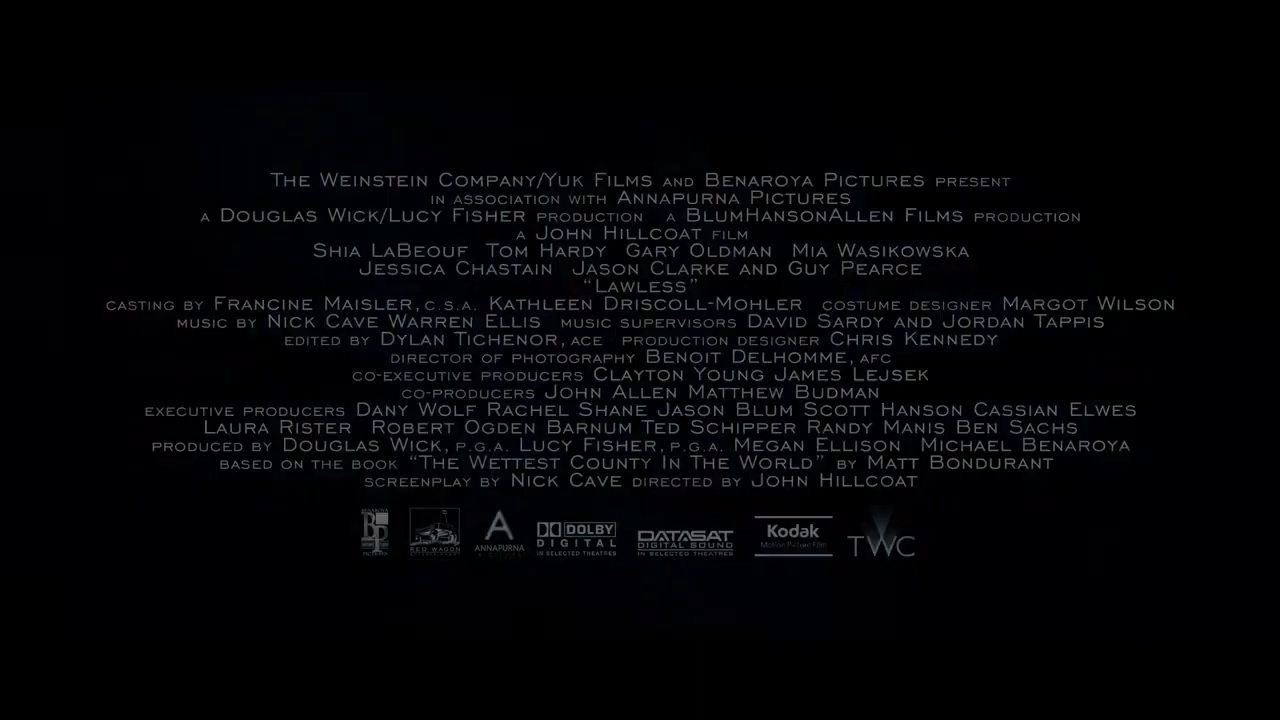 The Weinstein Company/Yuk Films and Benaroya Pictures present
in association with Annapurna Pictures
a Douglas Wick/Lucy Fisher production a BlumHansonAllen Films production
a John Hillcoat film
Shia LaBeouf Tom Hardy Gary Oldman Mia Wasikowska
Jessica Chastain Jason Clarke and Guy Pearce
“Lawless”
casting by Francine Maisler, c.s.a. Kathleen Driscoll-Mohler costume designer Margot Wilson
music by Nick Cave Warren Ellis music supervisors David Sardy and Jordan Tappis
edited by Dylan Tichenor, ace production designer Chris Kennedy
director of photography Benoit Delhomme, afc
co-executive producers Clayton Young James Lejsek
co-producers John Allen Matthew Budman
executive producers Dany Wolf Rachel Shane Jason Blum Scott Hanson Cassian Elwes
Laura Rister Robert Ogden Barnum Ted Schipper Randy Manis Ben Sachs
produced by Douglas Wick, p.g.a. Lucy Fisher, p.g.a. Megan Ellison Michael Benaroya
based on the book “The Wettest County In The World” by Matt Bondurant
screenplay by Nick Cave directed by John Hillcoat
BENAROYA BP PICTURES
RED WAGON
ANNAPURNA
DOLBY DIGITAL IN SELECTED THEATRES
DATASAT DIGITAL SOUND IN SELECTED THEATRES
Kodak Motion Picture Film
TWC